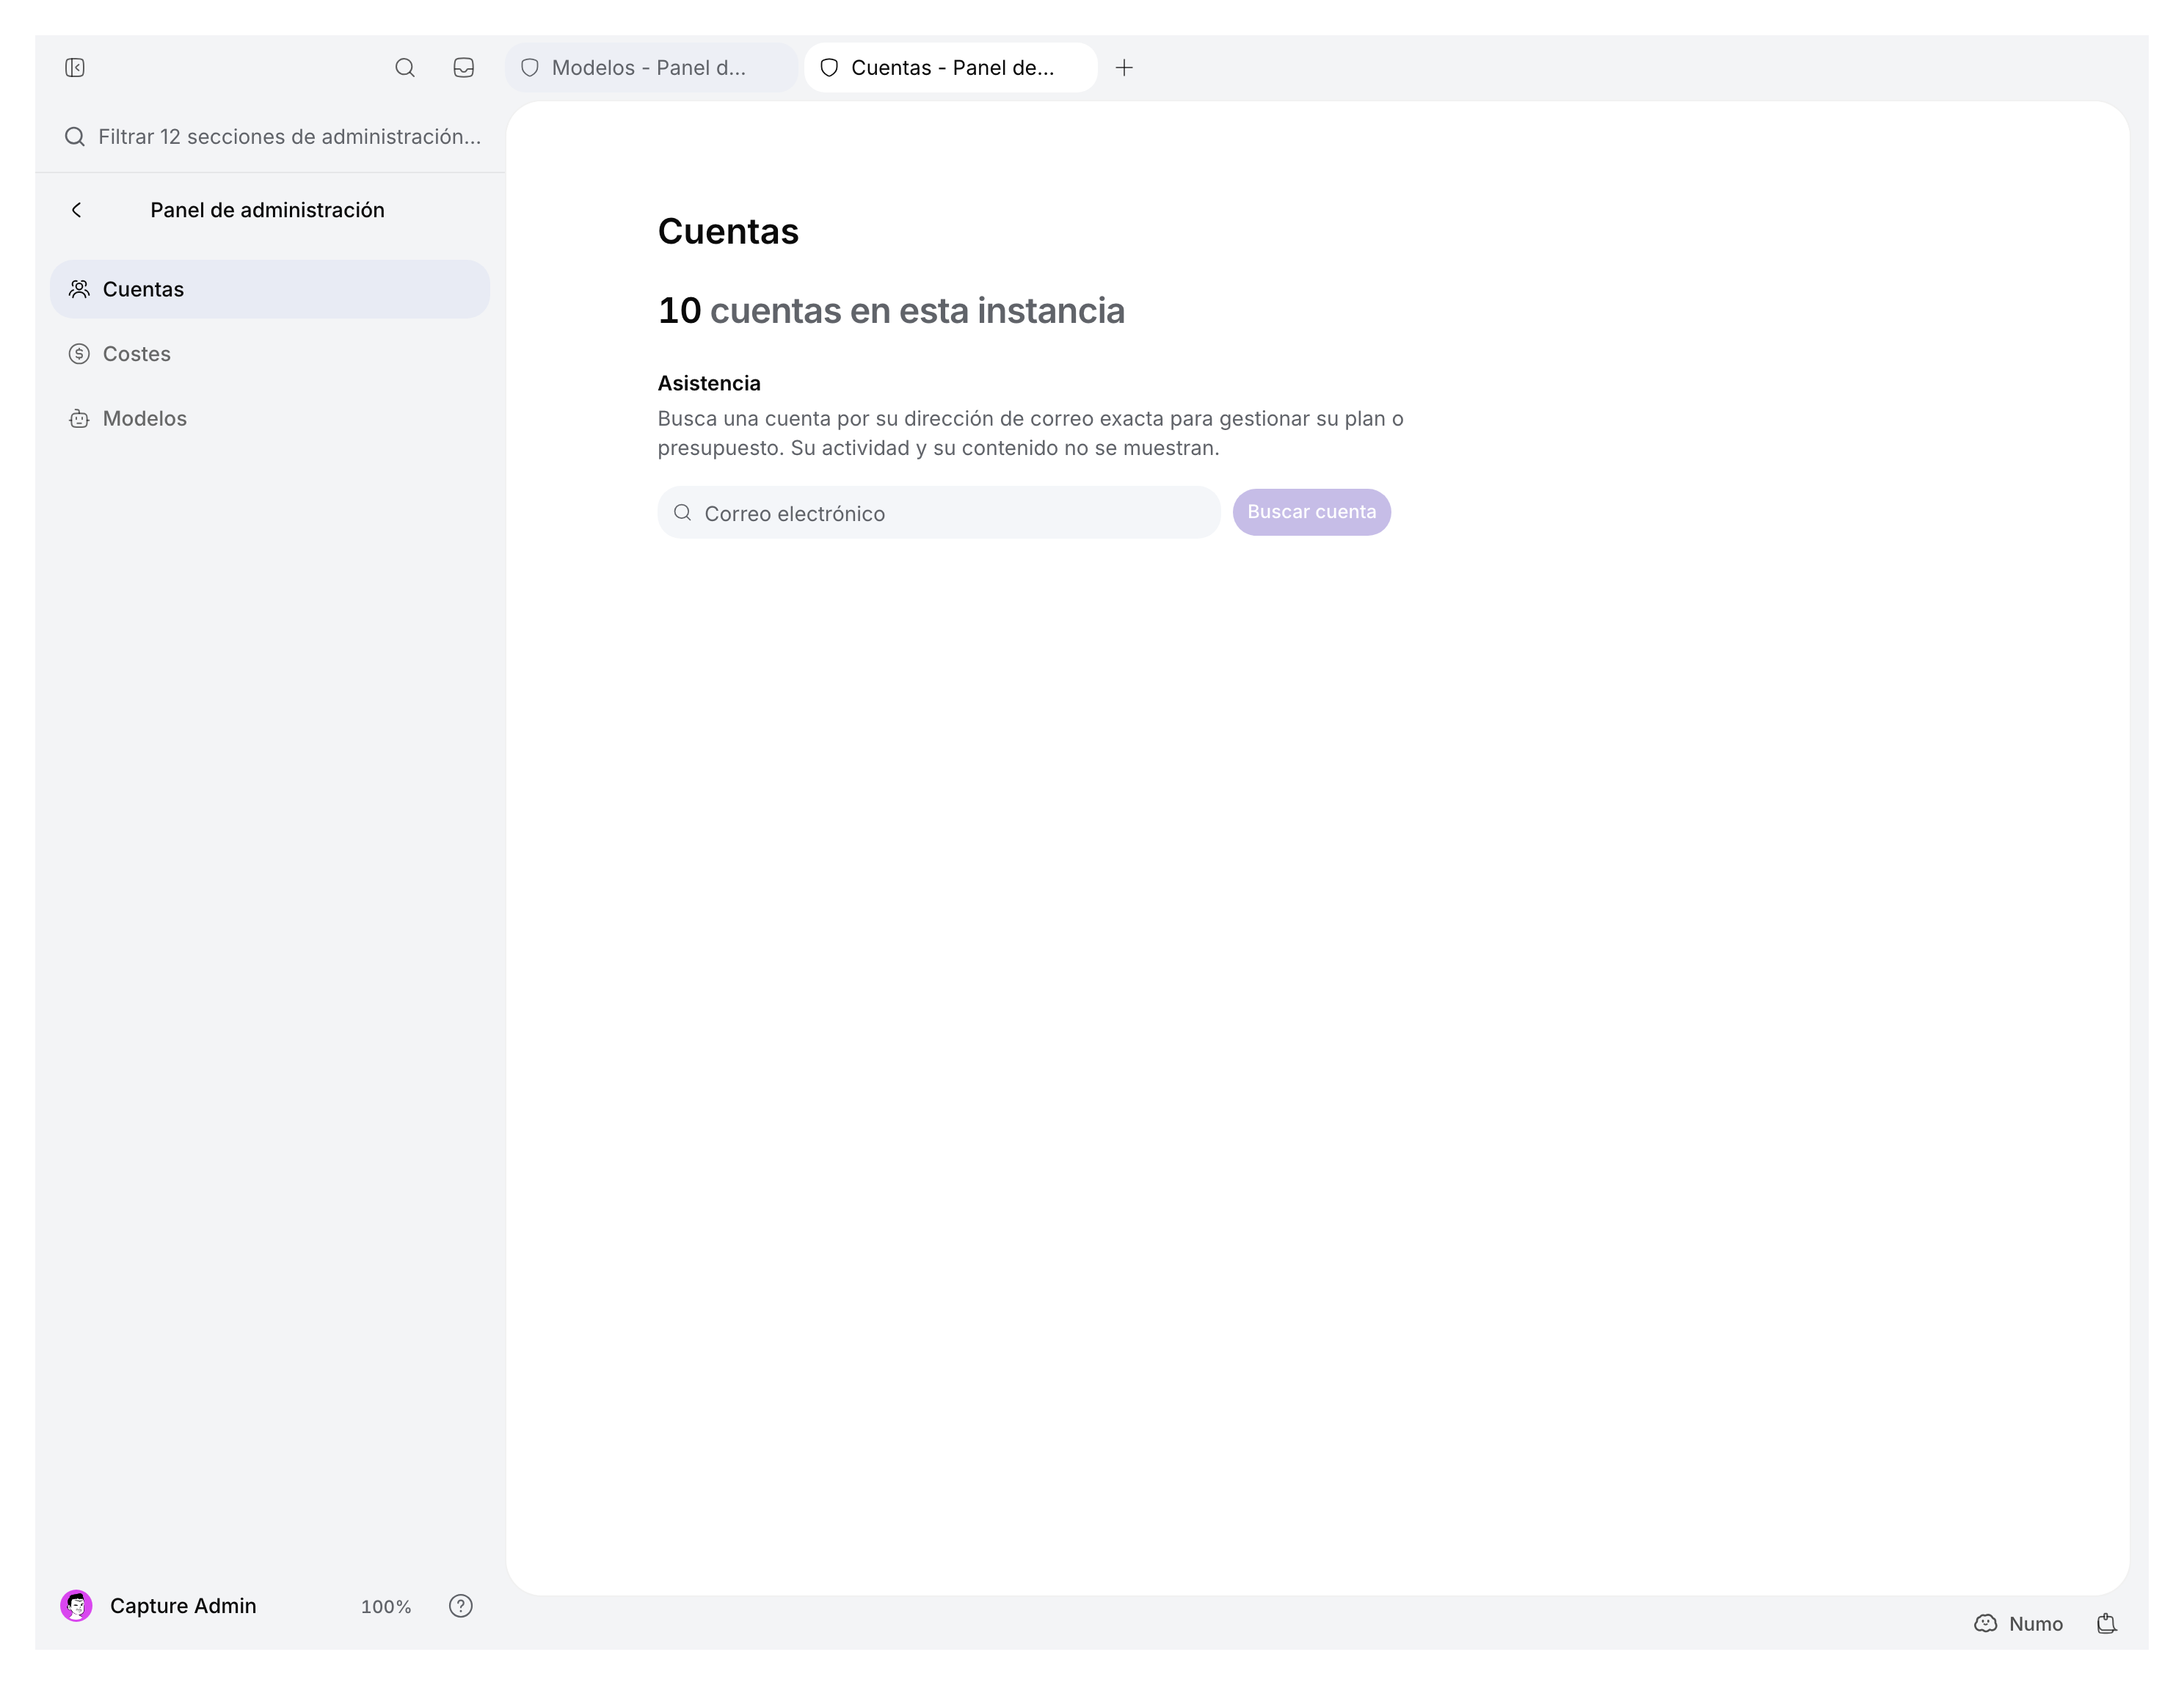 Modelos - Panel d...
Cuentas - Panel de...
Filtrar 12 secciones de administración...
Panel de administración
Cuentas
Costes
Modelos
Cuentas
10 cuentas en esta instancia
Asistencia
Busca una cuenta por su dirección de correo exacta para gestionar su plan o
presupuesto. Su actividad y su contenido no se muestran.
Correo electrónico
Buscar cuenta
Capture Admin
100%
Numo